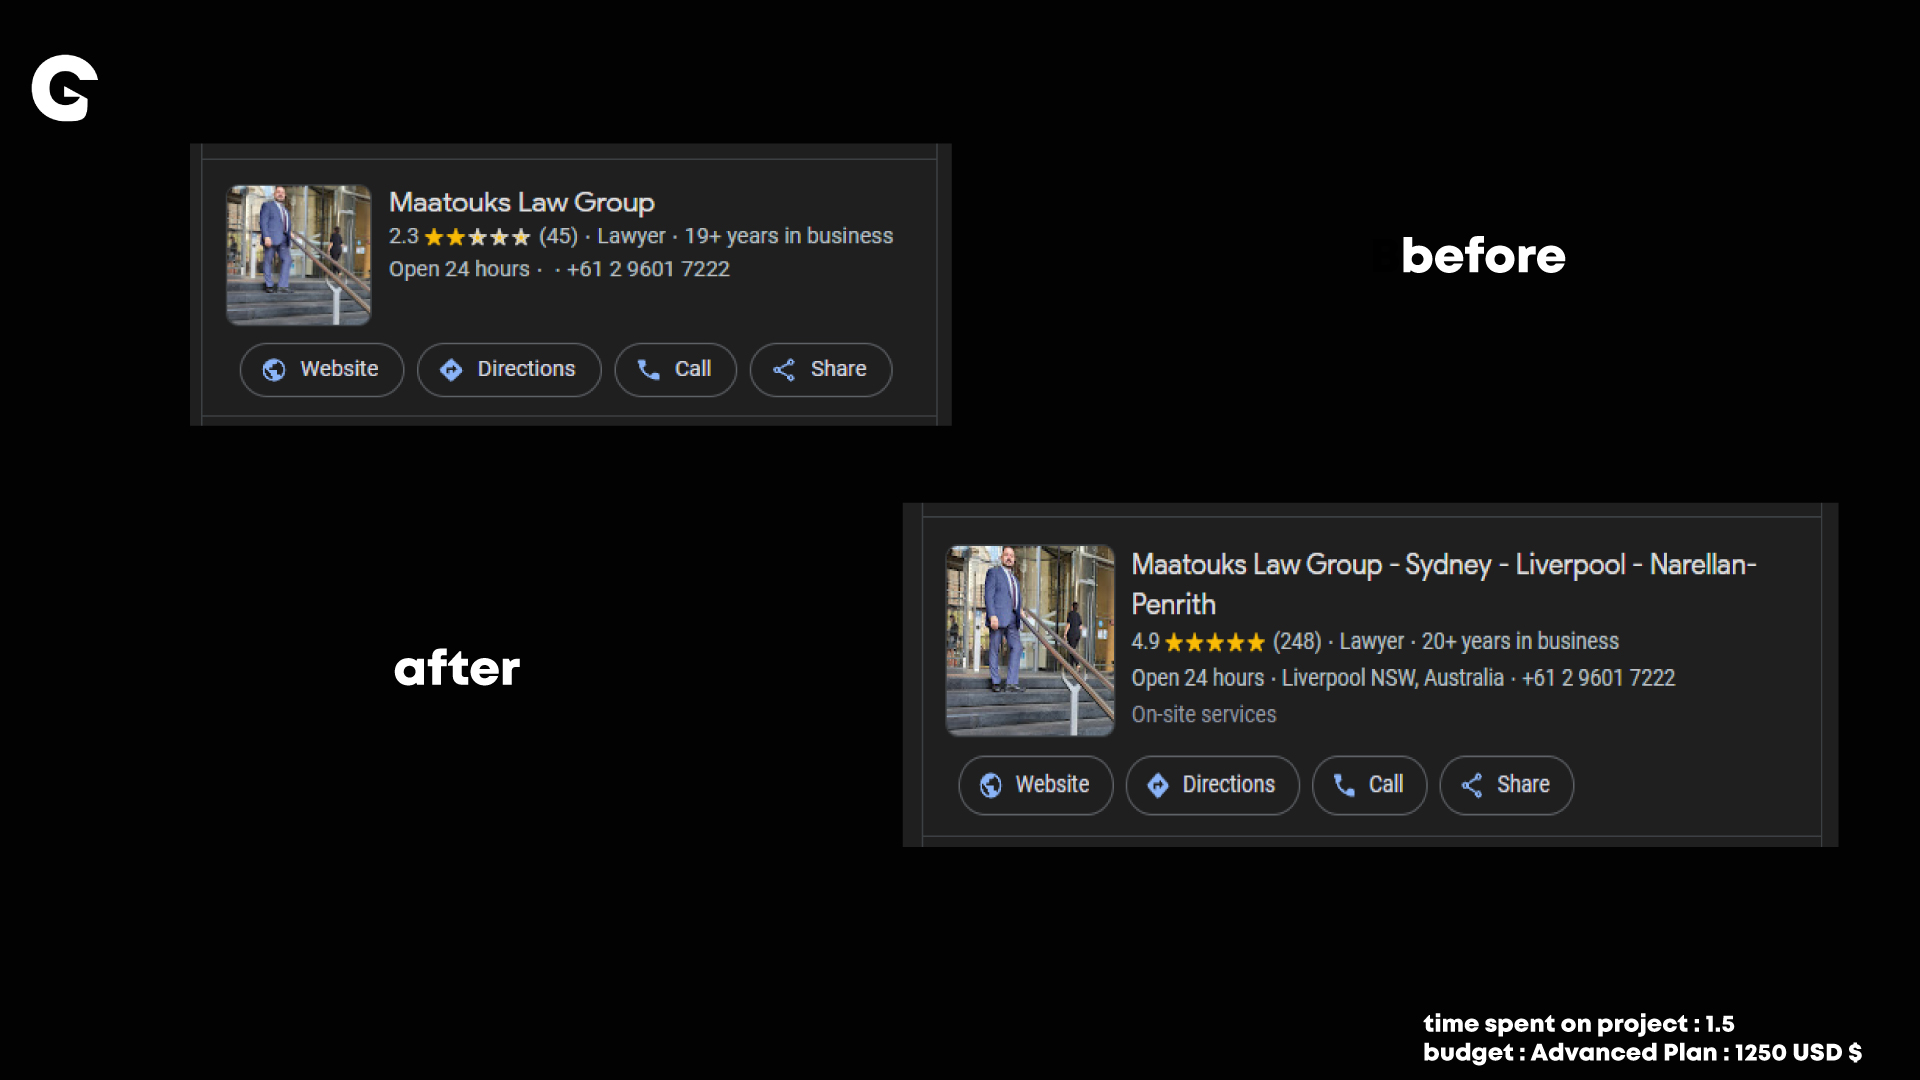 G
Maatouks Law Group
2.3 ★★★★★ (45) · Lawyer · 19+ years in business
Open 24 hours · · +61 2 9601 7222
Website Directions Call Share
before
after
Maatouks Law Group - Sydney - Liverpool - Narellan-
Penrith
4.9 ★★★★★ (248) · Lawyer · 20+ years in business
Open 24 hours · Liverpool NSW, Australia · +61 2 9601 7222
On-site services
Website Directions Call Share
time spent on project : 1.5
budget : Advanced Plan : 1250 USD $